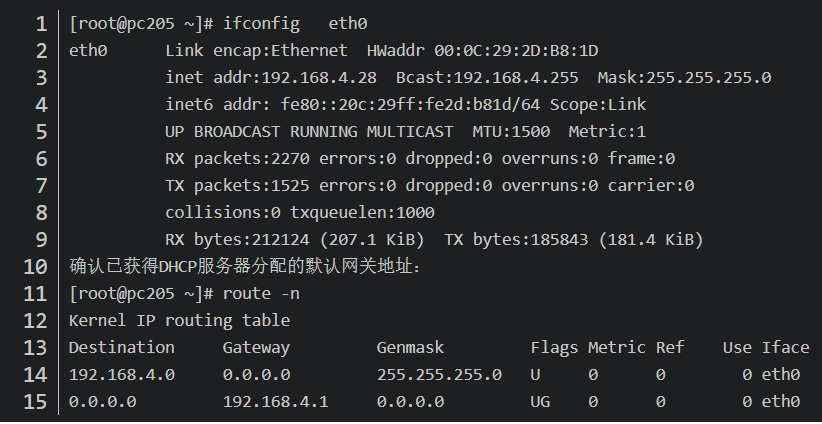 1 [root@pc205 ~]# ifconfig   eth0
2 eth0      Link encap:Ethernet  HWaddr 00:0C:29:2D:B8:1D
3           inet addr:192.168.4.28  Bcast:192.168.4.255  Mask:255.255.255.0
4           inet6 addr: fe80::20c:29ff:fe2d:b81d/64 Scope:Link
5           UP BROADCAST RUNNING MULTICAST  MTU:1500  Metric:1
6           RX packets:2270 errors:0 dropped:0 overruns:0 frame:0
7           TX packets:1525 errors:0 dropped:0 overruns:0 carrier:0
8           collisions:0 txqueuelen:1000
9           RX bytes:212124 (207.1 KiB)  TX bytes:185843 (181.4 KiB)
10 确认已获得DHCP服务器分配的默认网关地址：
11 [root@pc205 ~]# route -n
12 Kernel IP routing table
13 Destination     Gateway         Genmask         Flags Metric Ref    Use Iface
14 192.168.4.0     0.0.0.0         255.255.255.0   U     0      0        0 eth0
15 0.0.0.0         192.168.4.1     0.0.0.0         UG    0      0        0 eth0